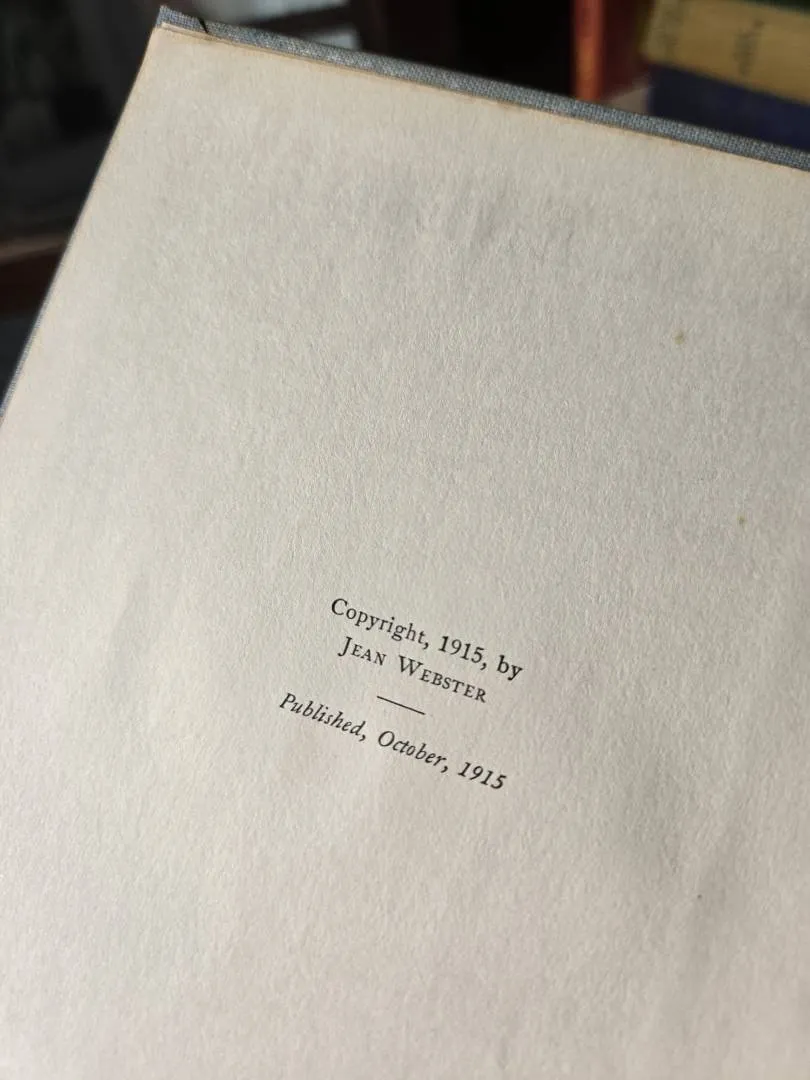 Copyright, 1915, by
JEAN WEBSTER
Published, October, 1915